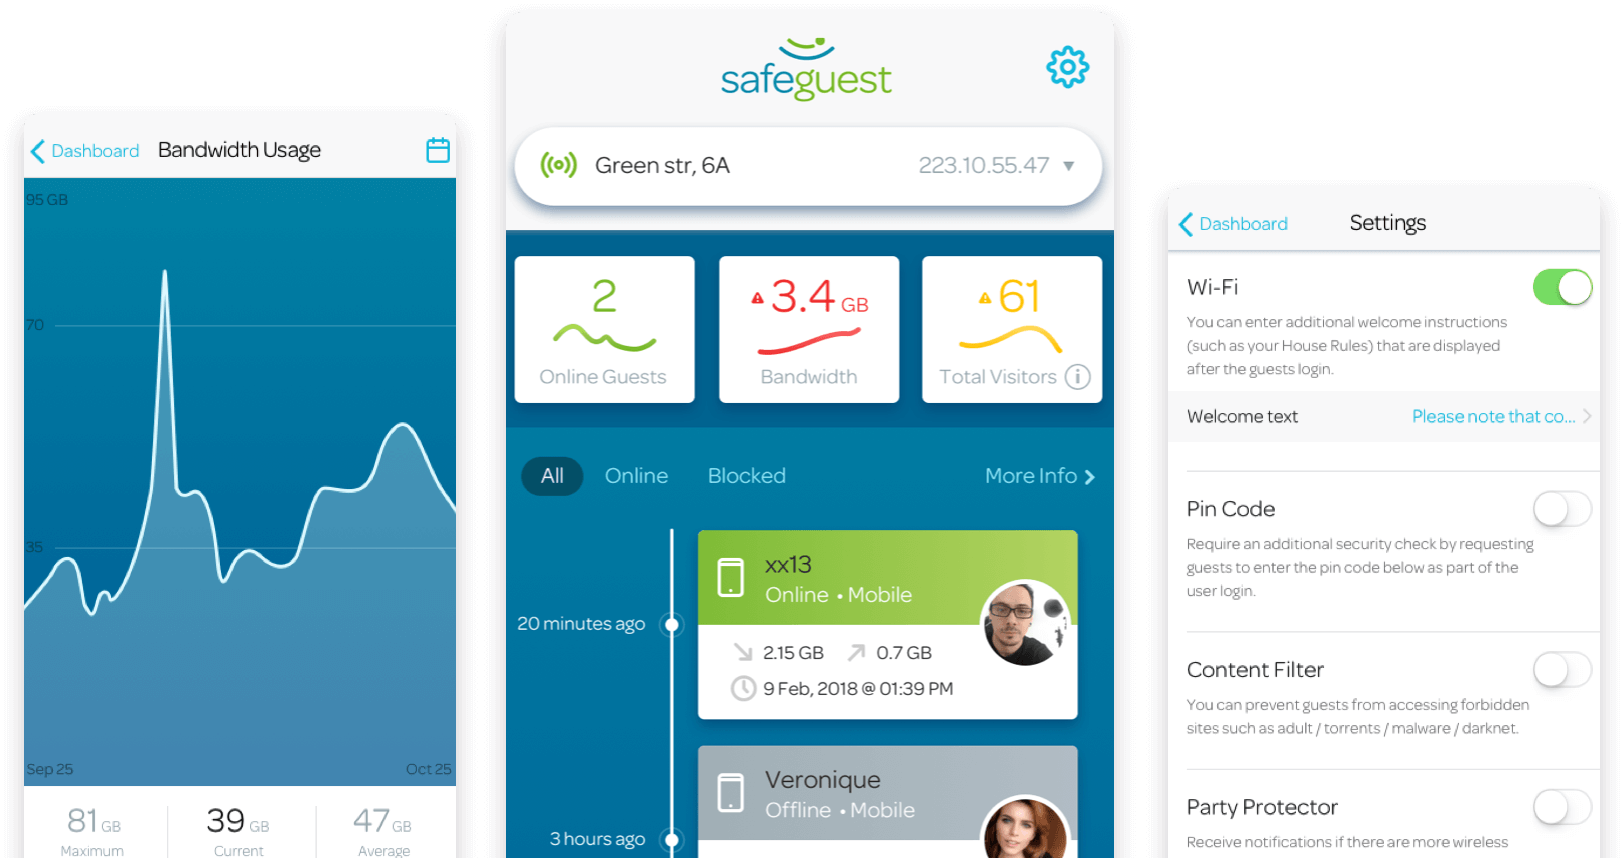 Dashboard
Bandwidth Usage
95 GB
70
35
Sep 25
Oct 25
81 GB
Maximum
39 GB
Current
47 GB
Average
safeguest
Green str, 6A
223.10.55.47
2
Online Guests
3.4 GB
Bandwidth
61
Total Visitors
All
Online
Blocked
More Info
20 minutes ago
xx13
Online • Mobile
2.15 GB
0.7 GB
9 Feb, 2018 @ 01:39 PM
3 hours ago
Veronique
Offline • Mobile
Dashboard
Settings
Wi-Fi
You can enter additional welcome instructions
(such as your House Rules) that are displayed
after the guests login.
Welcome text
Please note that co...
Pin Code
Require an additional security check by requesting
guests to enter the pin code below as part of the
user login.
Content Filter
You can prevent guests from accessing forbidden
sites such as adult / torrents / malware / darknet.
Party Protector
Receive notifications if there are more wireless